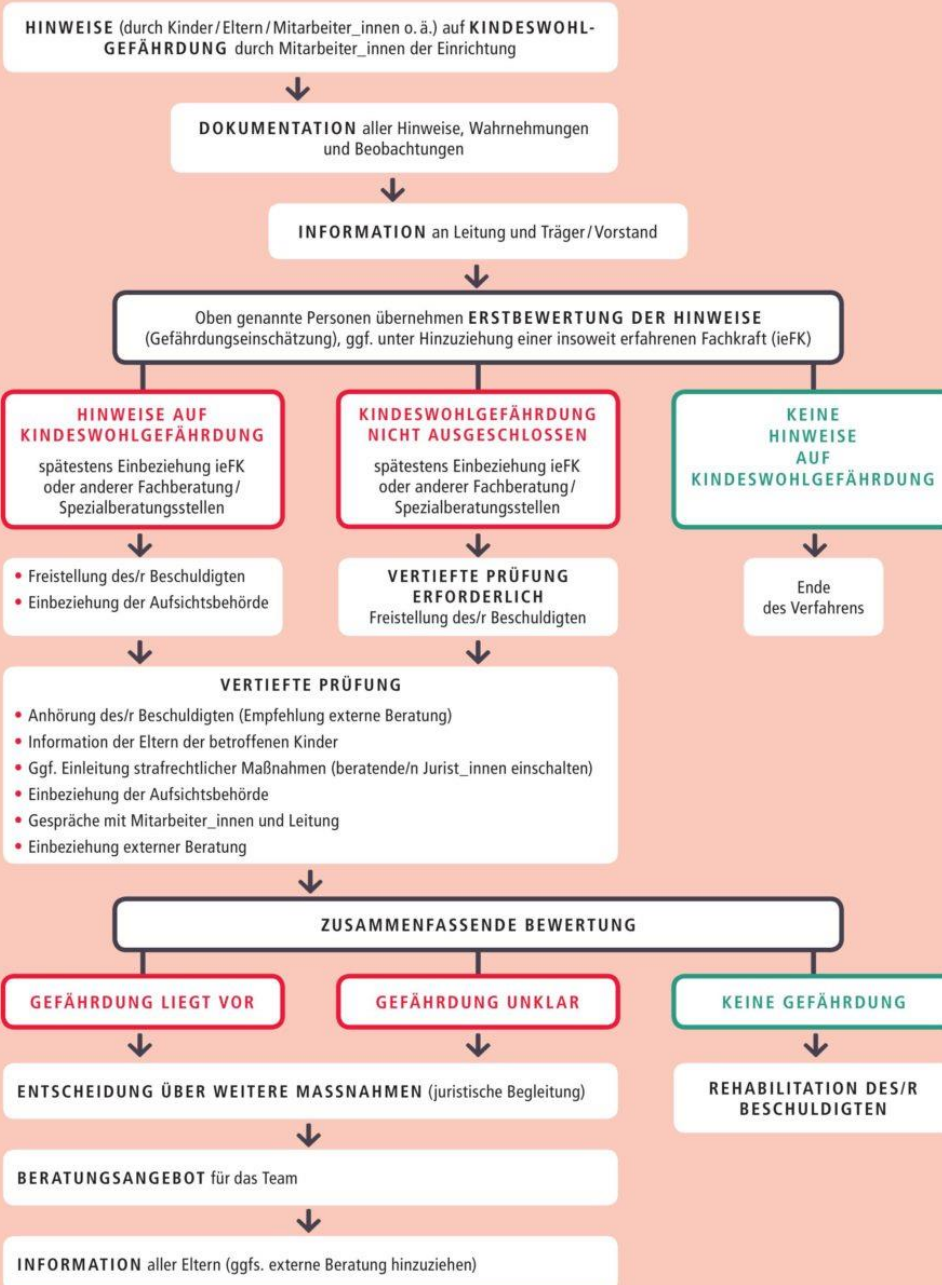 HINWEISE (durch Kinder/Eltern/Mitarbeiter_innen o. ä.) auf KINDESWOHL-
GEFÄHRDUNG durch Mitarbeiter_innen der Einrichtung
DOKUMENTATION aller Hinweise, Wahrnehmungen
und Beobachtungen
INFORMATION an Leitung und Träger/Vorstand
Oben genannte Personen übernehmen ERSTBEWERTUNG DER HINWEISE
(Gefährdungseinschätzung), ggf. unter Hinzuziehung einer insoweit erfahrenen Fachkraft (ieFK)
HINWEISE AUF
KINDESWOHLGEFÄHRDUNG
spätestens Einbeziehung ieFK
oder anderer Fachberatung/
Spezialberatungsstellen
KINDESWOHLGEFÄHRDUNG
NICHT AUSGESCHLOSSEN
spätestens Einbeziehung ieFK
oder anderer Fachberatung/
Spezialberatungsstellen
KEINE
HINWEISE
AUF
KINDESWOHLGEFÄHRDUNG
• Freistellung des/r Beschuldigten
• Einbeziehung der Aufsichtsbehörde
VERTIEFTE PRÜFUNG
ERFORDERLICH
Freistellung des/r Beschuldigten
Ende
des Verfahrens
VERTIEFTE PRÜFUNG
• Anhörung des/r Beschuldigten (Empfehlung externe Beratung)
• Information der Eltern der betroffenen Kinder
• Ggf. Einleitung strafrechtlicher Maßnahmen (beratende/n Jurist_innen einschalten)
• Einbeziehung der Aufsichtsbehörde
• Gespräche mit Mitarbeiter_innen und Leitung
• Einbeziehung externer Beratung
ZUSAMMENFASSENDE BEWERTUNG
GEFÄHRDUNG LIEGT VOR
GEFÄHRDUNG UNKLAR
KEINE GEFÄHRDUNG
ENTSCHEIDUNG ÜBER WEITERE MASSNAHMEN (juristische Begleitung)
REHABILITATION DES/R
BESCHULDIGTEN
BERATUNGSANGEBOT für das Team
INFORMATION aller Eltern (ggfs. externe Beratung hinzuziehen)